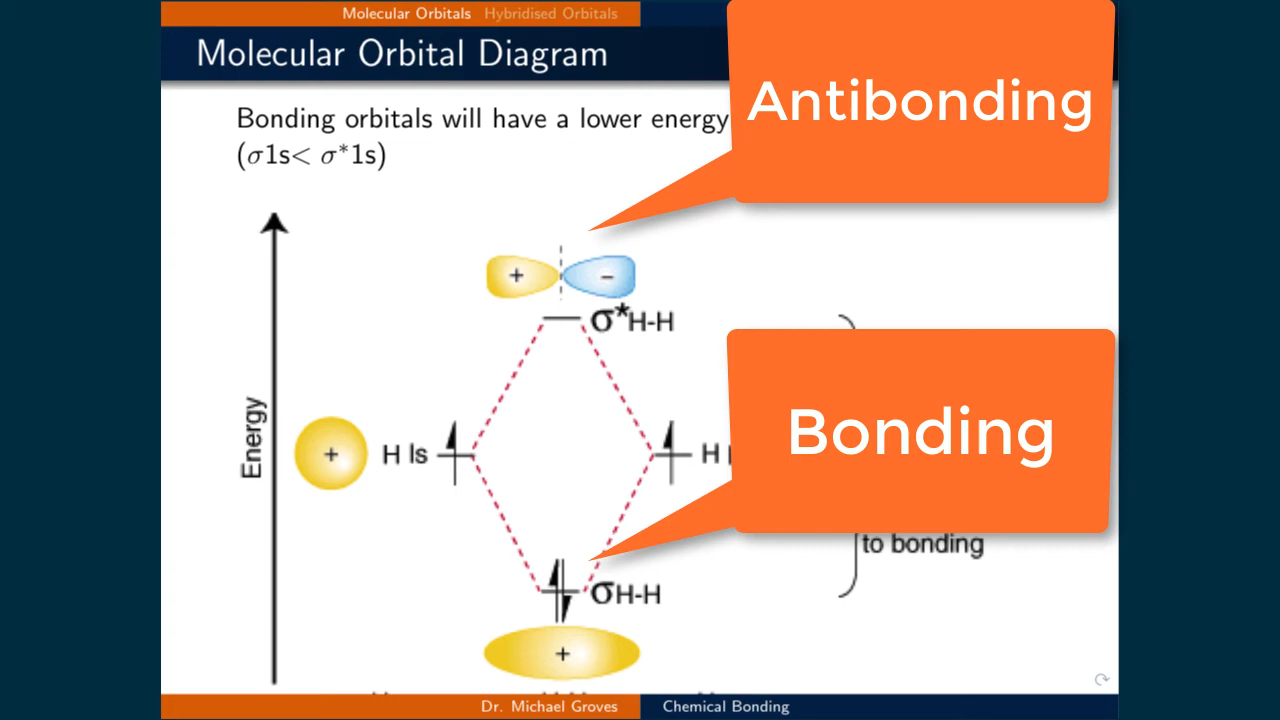 Molecular Orbitals Hybridised Orbitals
Molecular Orbital Diagram
Antibonding
Bonding orbitals will have a lower energy
(σ1s< σ*1s)
+ −
σ*H-H
Energy
+
H ls
H
Bonding
to bonding
σH-H
+
Dr. Michael Groves Chemical Bonding